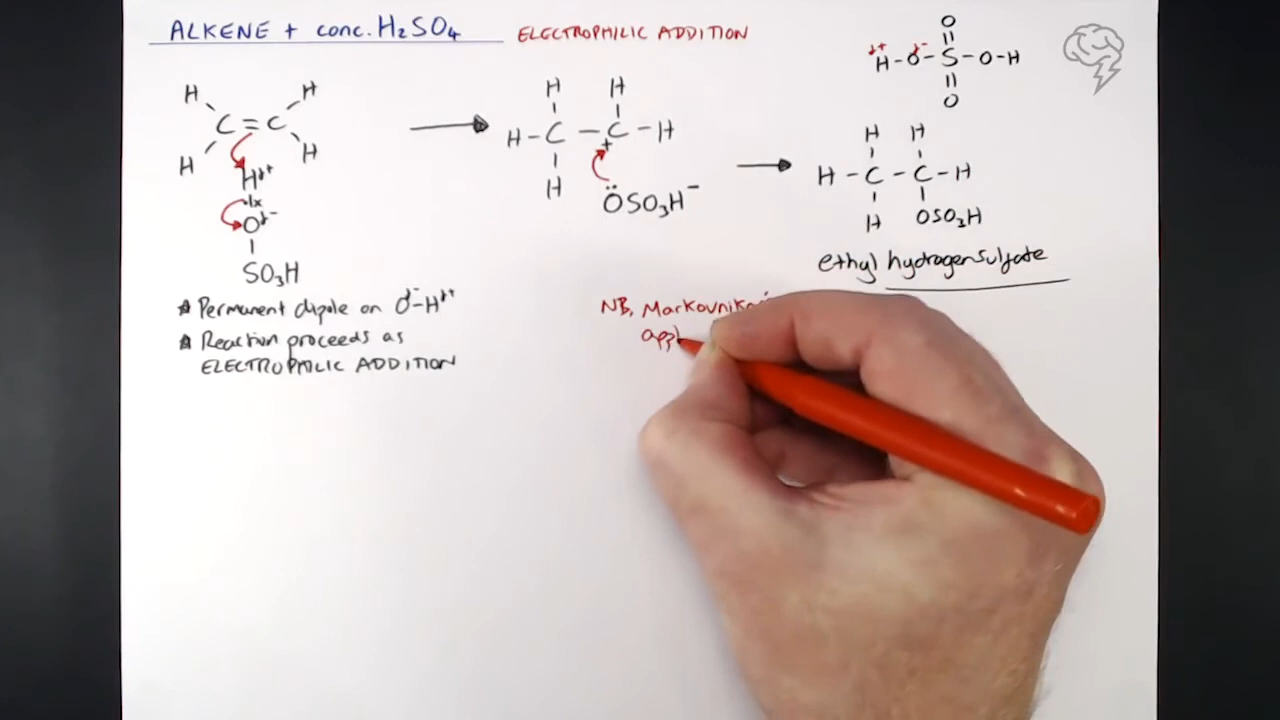 ALKENE + conc. H₂SO₄
ELECTROPHILIC ADDITION
H H
C = C
H H
H δ+
O δ-
SO₃H
H H
H - C - C - H
+
H
ÖSO₃H⁻
O
H δ+ - O δ- - S - O - H
O
H H
H - C - C - H
H OSO₃H
ethyl hydrogensulfate
* Permanent dipole on Oδ- - Hδ+
* Reaction proceeds as
ELECTROPHILIC ADDITION
NB,